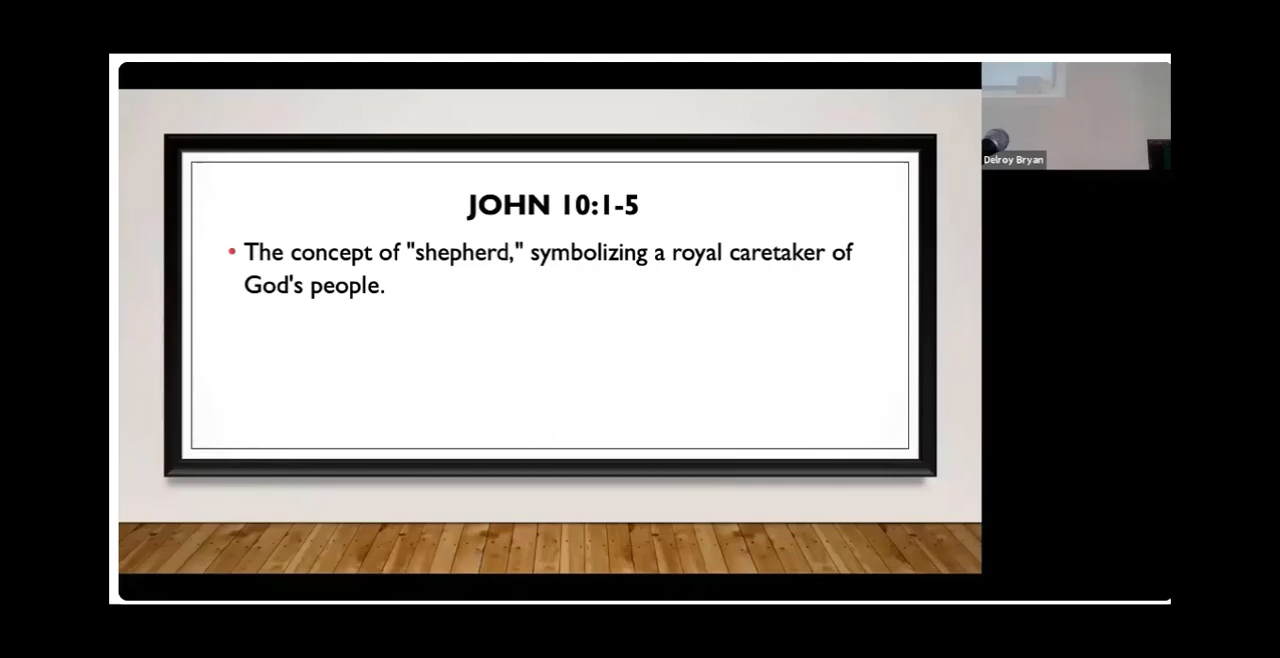 JOHN 10:1-5
• The concept of "shepherd," symbolizing a royal caretaker of
God's people.
Delroy Bryan